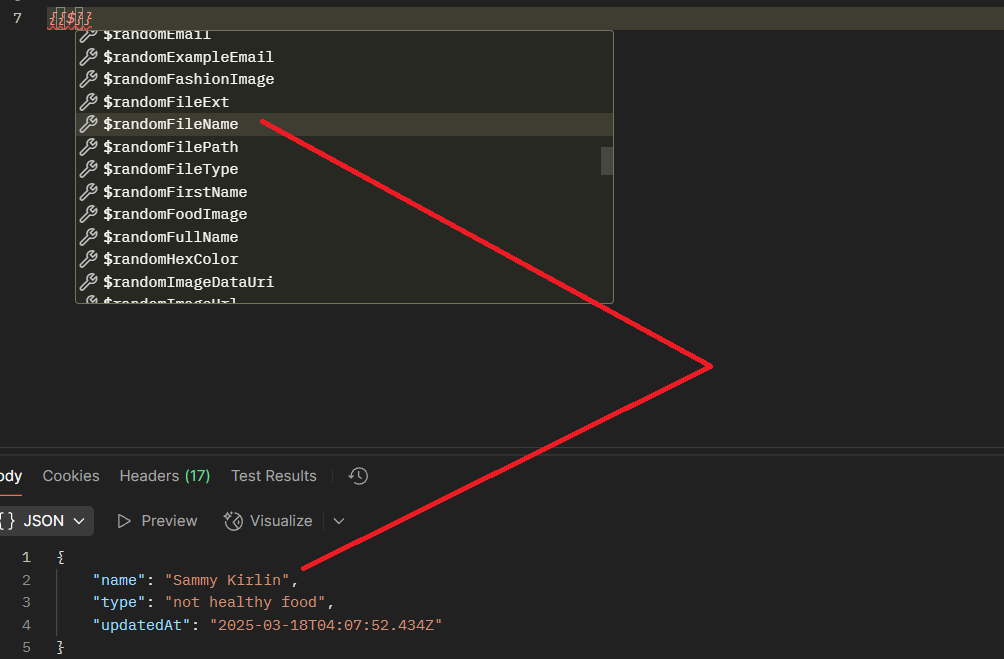 7 {{$}}
$randomEmail
$randomExampleEmail
$randomFashionImage
$randomFileExt
$randomFileName
$randomFilePath
$randomFileType
$randomFirstName
$randomFoodImage
$randomFullName
$randomHexColor
$randomImageDataUri
$randomImageUrl
ody Cookies Headers (17) Test Results
{} JSON Preview Visualize
1 {
2 "name": "Sammy Kirlin",
3 "type": "not healthy food",
4 "updatedAt": "2025-03-18T04:07:52.434Z"
5 }